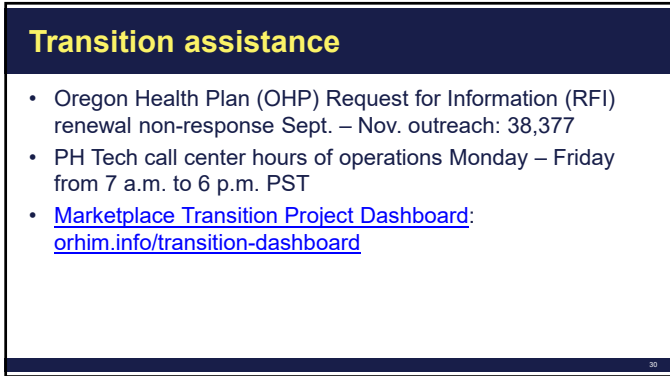 Transition assistance
• Oregon Health Plan (OHP) Request for Information (RFI)
renewal non-response Sept. – Nov. outreach: 38,377
• PH Tech call center hours of operations Monday – Friday
from 7 a.m. to 6 p.m. PST
• Marketplace Transition Project Dashboard:
orhim.info/transition-dashboard
30